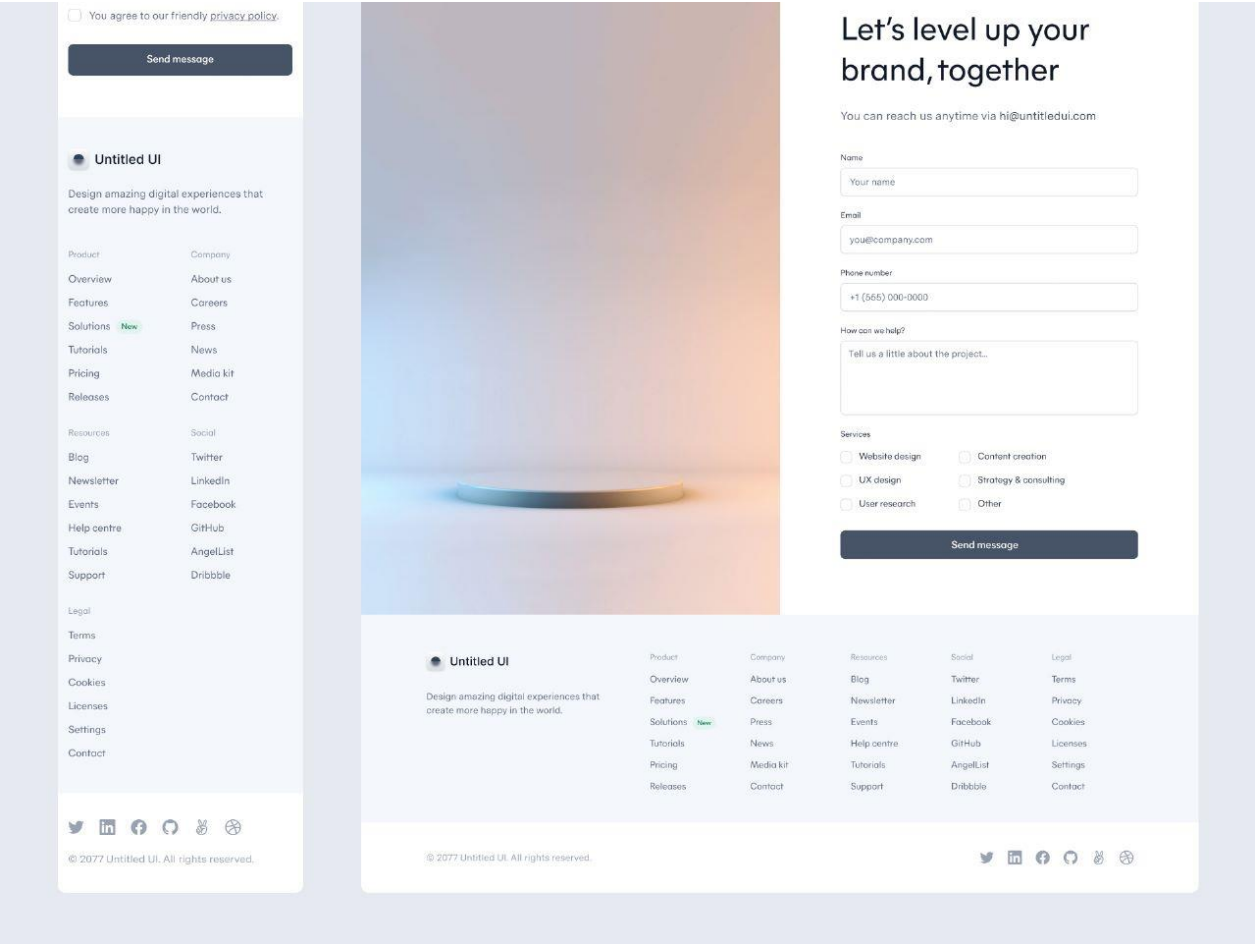 You agree to our friendly privacy policy.
Send message
Untitled UI
Design amazing digital experiences that
create more happy in the world.
Product
Overview
Features
Solutions New
Tutorials
Pricing
Releases
Company
About us
Careers
Press
News
Media kit
Contact
Resources
Blog
Newsletter
Events
Help centre
Tutorials
Support
Social
Twitter
LinkedIn
Facebook
GitHub
AngelList
Dribbble
Legal
Terms
Privacy
Cookies
Licenses
Settings
Contact
in
© 2077 Untitled UI. All rights reserved.
Let's level up your
brand, together
You can reach us anytime via hi@untitledui.com
Name
Your name
Email
you@company.com
Phone number
+1 (555) 000-0000
How can we help?
Tell us a little about the project...
Services
Website design
Content creation
UX design
Strategy & consulting
User research
Other
Send message
Untitled UI
Design amazing digital experiences that
create more happy in the world.
Product
Overview
Features
Solutions New
Tutorials
Pricing
Releases
Company
About us
Careers
Press
News
Media kit
Contact
Resources
Blog
Newsletter
Events
Help centre
Tutorials
Support
Social
Twitter
LinkedIn
Facebook
GitHub
AngelList
Dribbble
Legal
Terms
Privacy
Cookies
Licenses
Settings
Contact
© 2077 Untitled UI. All rights reserved.
in